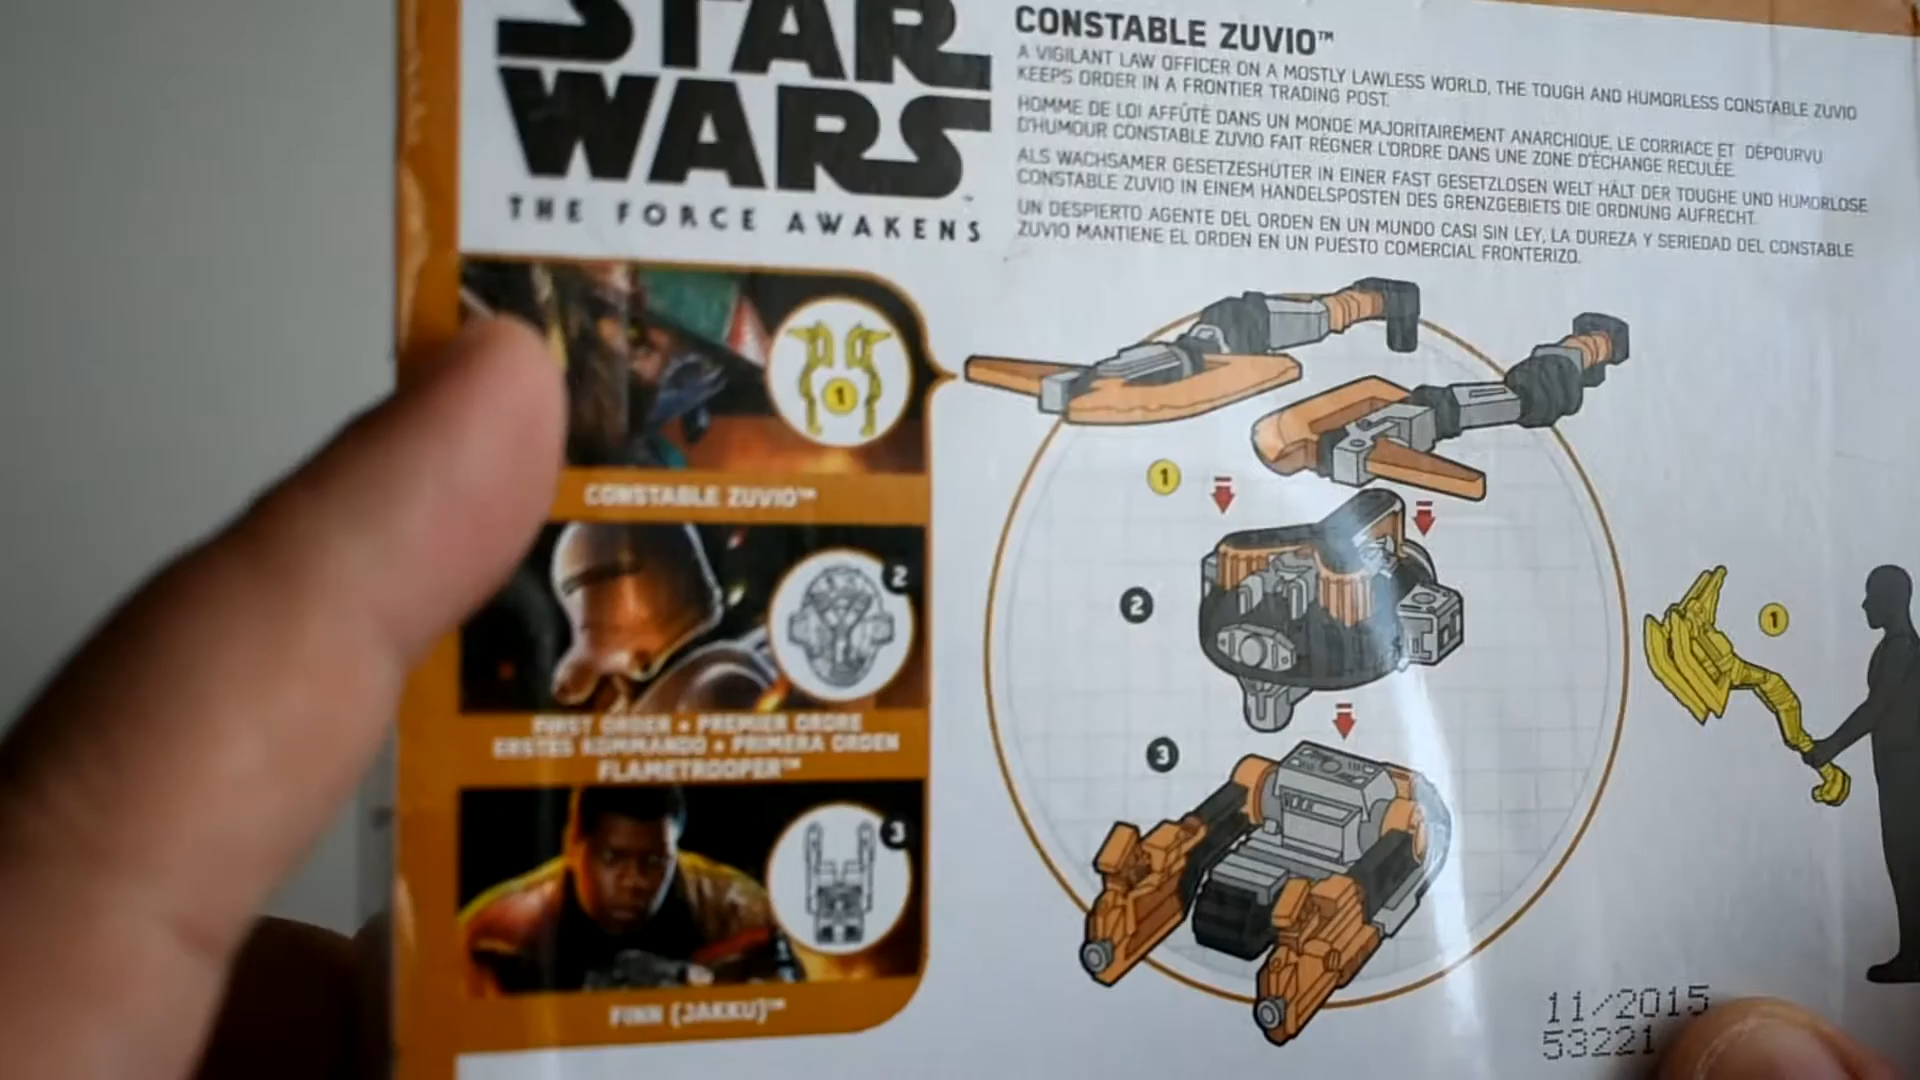 STAR
WARS
THE FORCE AWAKENS
CONSTABLE ZUVIO™
A VIGILANT LAW OFFICER ON A MOSTLY LAWLESS WORLD, THE TOUGH AND HUMORLESS CONSTABLE ZUVIO
KEEPS ORDER IN A FRONTIER TRADING POST.
HOMME DE LOI AFFÛTÉ DANS UN MONDE MAJORITAIREMENT ANARCHIQUE, LE CORRIACE ET DÉPOURVU
D'HUMOUR CONSTABLE ZUVIO FAIT RÉGNER L'ORDRE DANS UNE ZONE D'ÉCHANGE RECULÉE.
ALS WACHSAMER GESETZESHÜTER IN EINER FAST GESETZLOSEN WELT HÄLT DER TOUGHE UND HUMORLOSE
CONSTABLE ZUVIO IN EINEM HANDELSPOSTEN DES GRENZGEBIETS DIE ORDNUNG AUFRECHT.
UN DESPIERTO AGENTE DEL ORDEN EN UN MUNDO CASI SIN LEY, LA DUREZA Y SERIEDAD DEL CONSTABLE
ZUVIO MANTIENE EL ORDEN EN UN PUESTO COMERCIAL FRONTERIZO.
1
CONSTABLE ZUVIO™
2
FIRST ORDER • PREMIER ORDRE
ERSTES KOMMANDO • PRIMERA ORDEN
FLAMETROOPER™
3
FINN (JAKKU)™
1
2
3
1
11/2015
53221